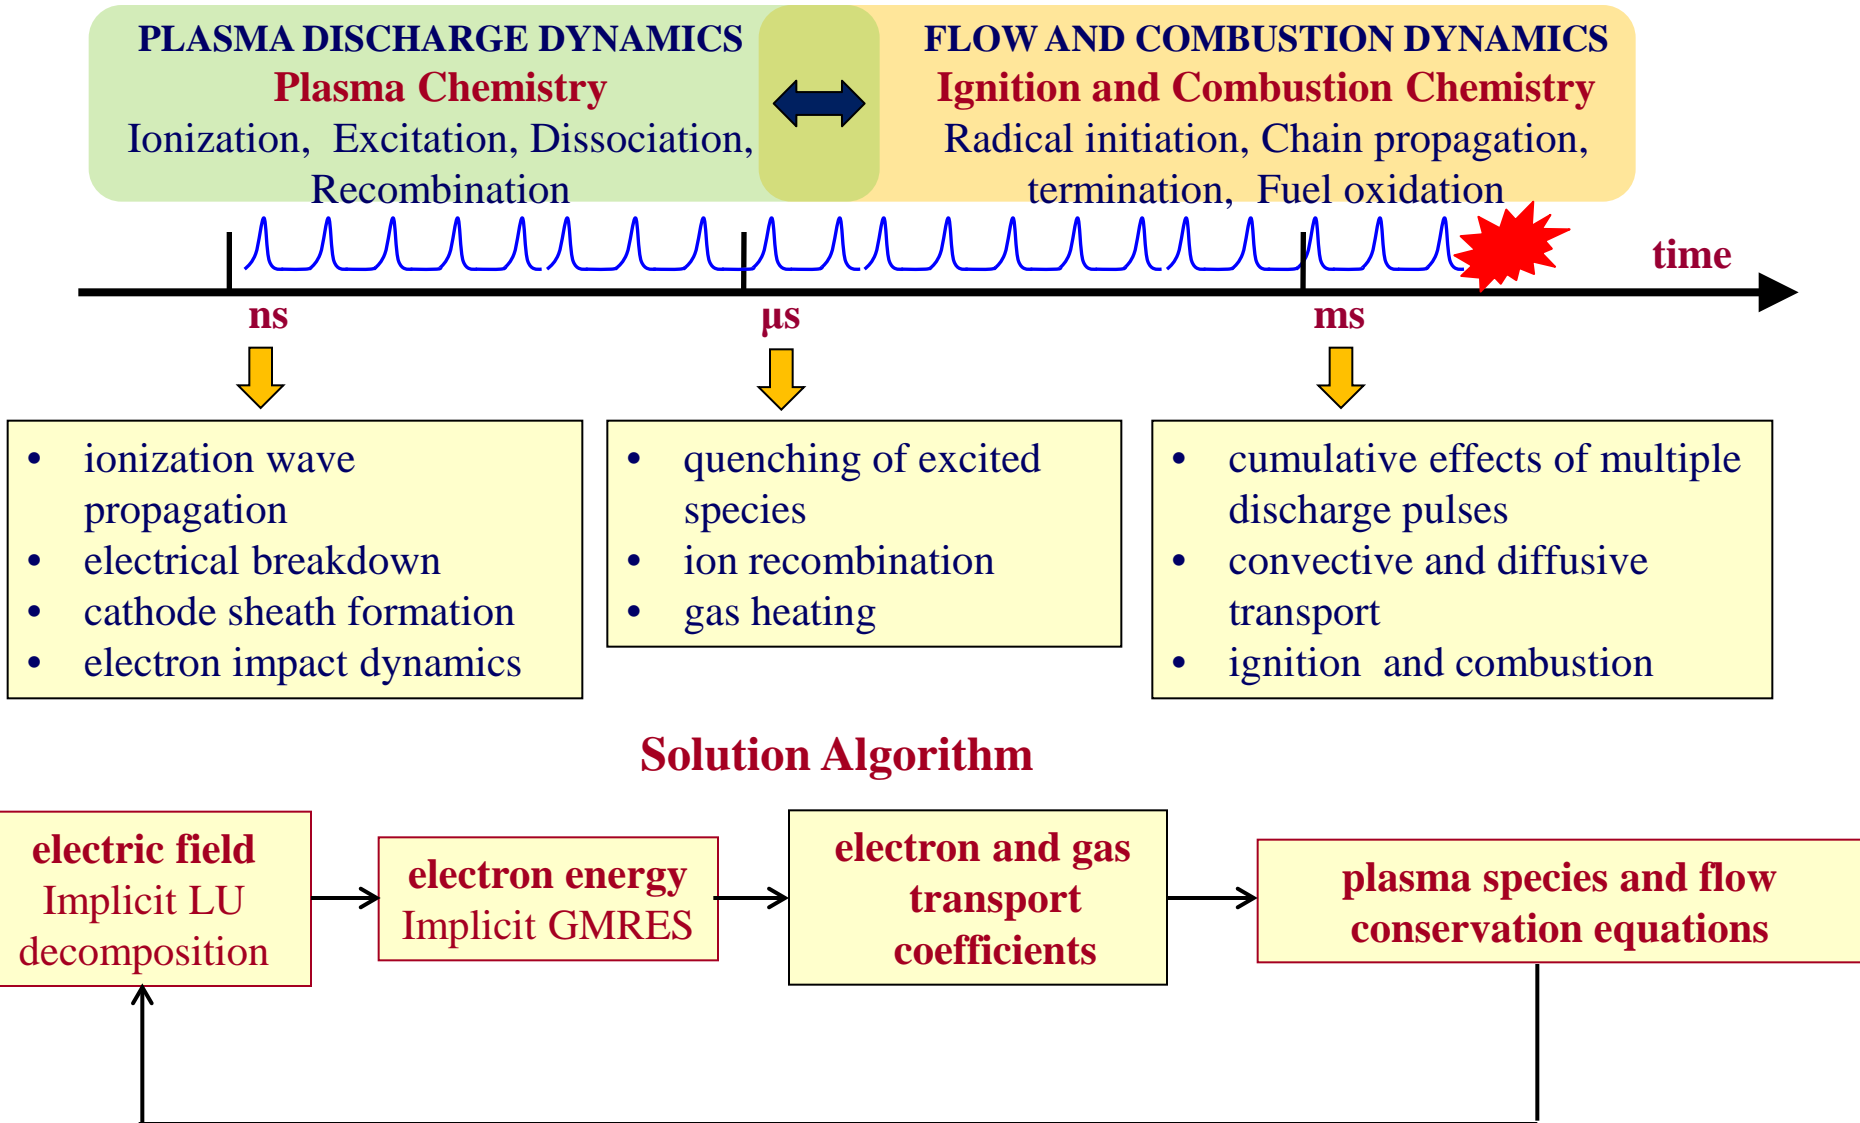 PLASMA DISCHARGE DYNAMICS
Plasma Chemistry
Ionization, Excitation, Dissociation,
Recombination
FLOW AND COMBUSTION DYNAMICS
Ignition and Combustion Chemistry
Radical initiation, Chain propagation,
termination, Fuel oxidation
time
ns
μs
ms
• ionization wave
propagation
• electrical breakdown
• cathode sheath formation
• electron impact dynamics
• quenching of excited
species
• ion recombination
• gas heating
• cumulative effects of multiple
discharge pulses
• convective and diffusive
transport
• ignition and combustion
Solution Algorithm
electric field
Implicit LU
decomposition
electron energy
Implicit GMRES
electron and gas
transport
coefficients
plasma species and flow
conservation equations